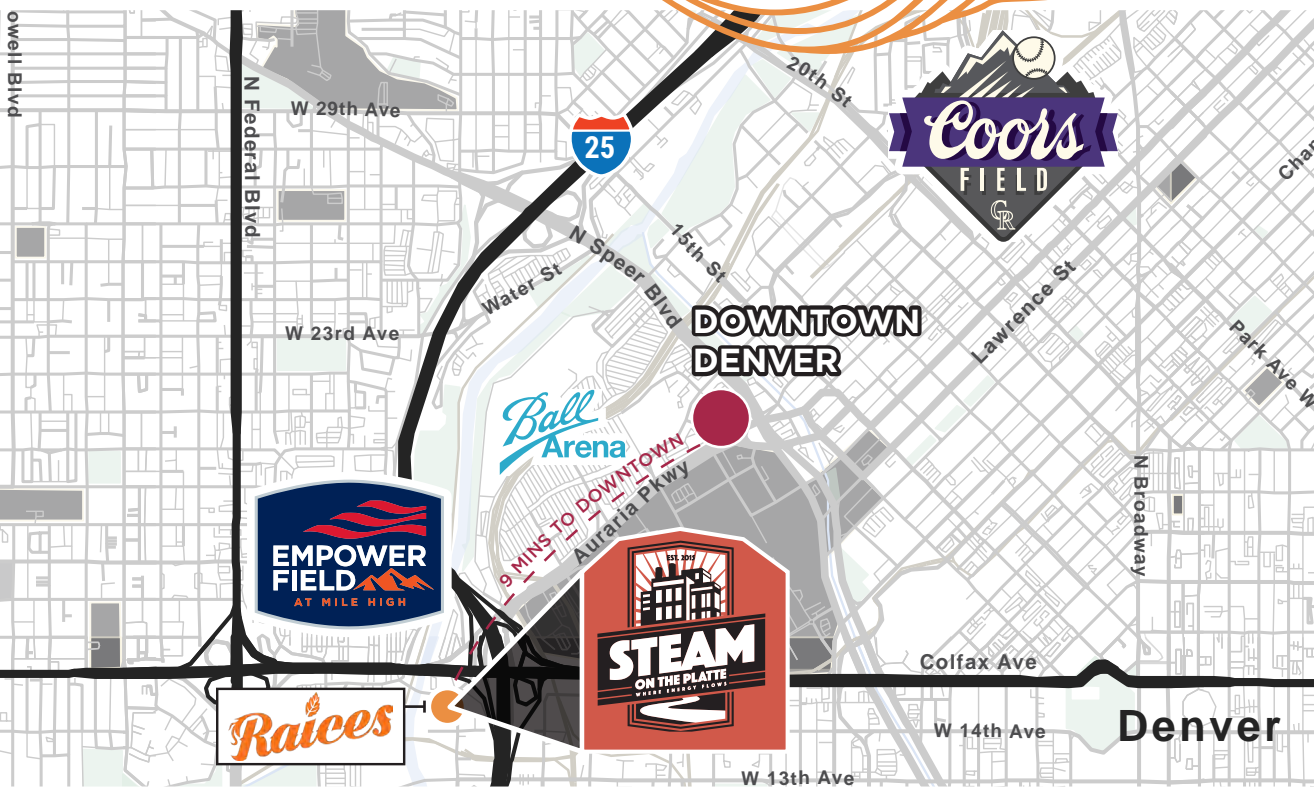 owell Blvd
N Federal Blvd
W 29th Ave
25
20th St
Coors
FIELD
CR
Water St
N Speer Blvd
15th St
W 23rd Ave
DOWNTOWN
DENVER
Lawrence St
Park Ave W
Ball
Arena
9 MINS TO DOWNTOWN
Auraria Pkwy
N Broadway
EMPOWER
FIELD
AT MILE HIGH
EST. 2015
STEAM
ON THE PLATTE
WHERE ENERGY FLOWS
Colfax Ave
Raices
W 14th Ave
Denver
W 13th Ave